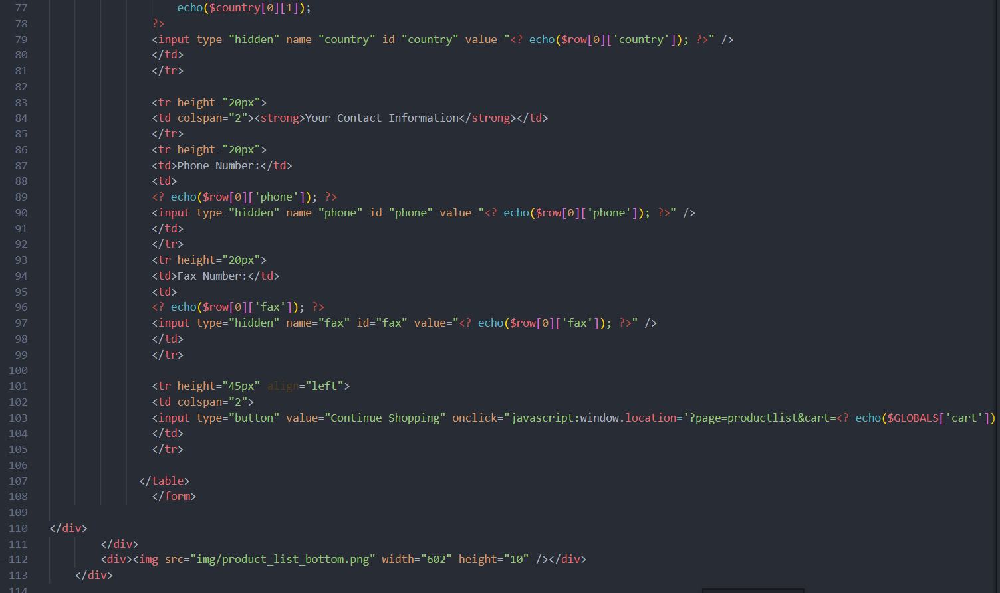 77 echo($country[0][1]);
78 ?>
79 <input type="hidden" name="country" id="country" value="<? echo($row[0]['country']); ?>" />
80 </td>
81 </tr>
82
83 <tr height="20px">
84 <td colspan="2"><strong>Your Contact Information</strong></td>
85 </tr>
86 <tr height="20px">
87 <td>Phone Number:</td>
88 <td>
89 <? echo($row[0]['phone']); ?>
90 <input type="hidden" name="phone" id="phone" value="<? echo($row[0]['phone']); ?>" />
91 </td>
92 </tr>
93 <tr height="20px">
94 <td>Fax Number:</td>
95 <td>
96 <? echo($row[0]['fax']); ?>
97 <input type="hidden" name="fax" id="fax" value="<? echo($row[0]['fax']); ?>" />
98 </td>
99 </tr>
100
101 <tr height="45px" align="left">
102 <td colspan="2">
103 <input type="button" value="Continue Shopping" onclick="javascript:window.location='?page=productlist&cart=<? echo($GLOBALS['cart'])
104 </td>
105 </tr>
106
107 </table>
108 </form>
109
110 </div>
111 </div>
112 <div><img src="img/product_list_bottom.png" width="602" height="10" /></div>
113 </div>
114